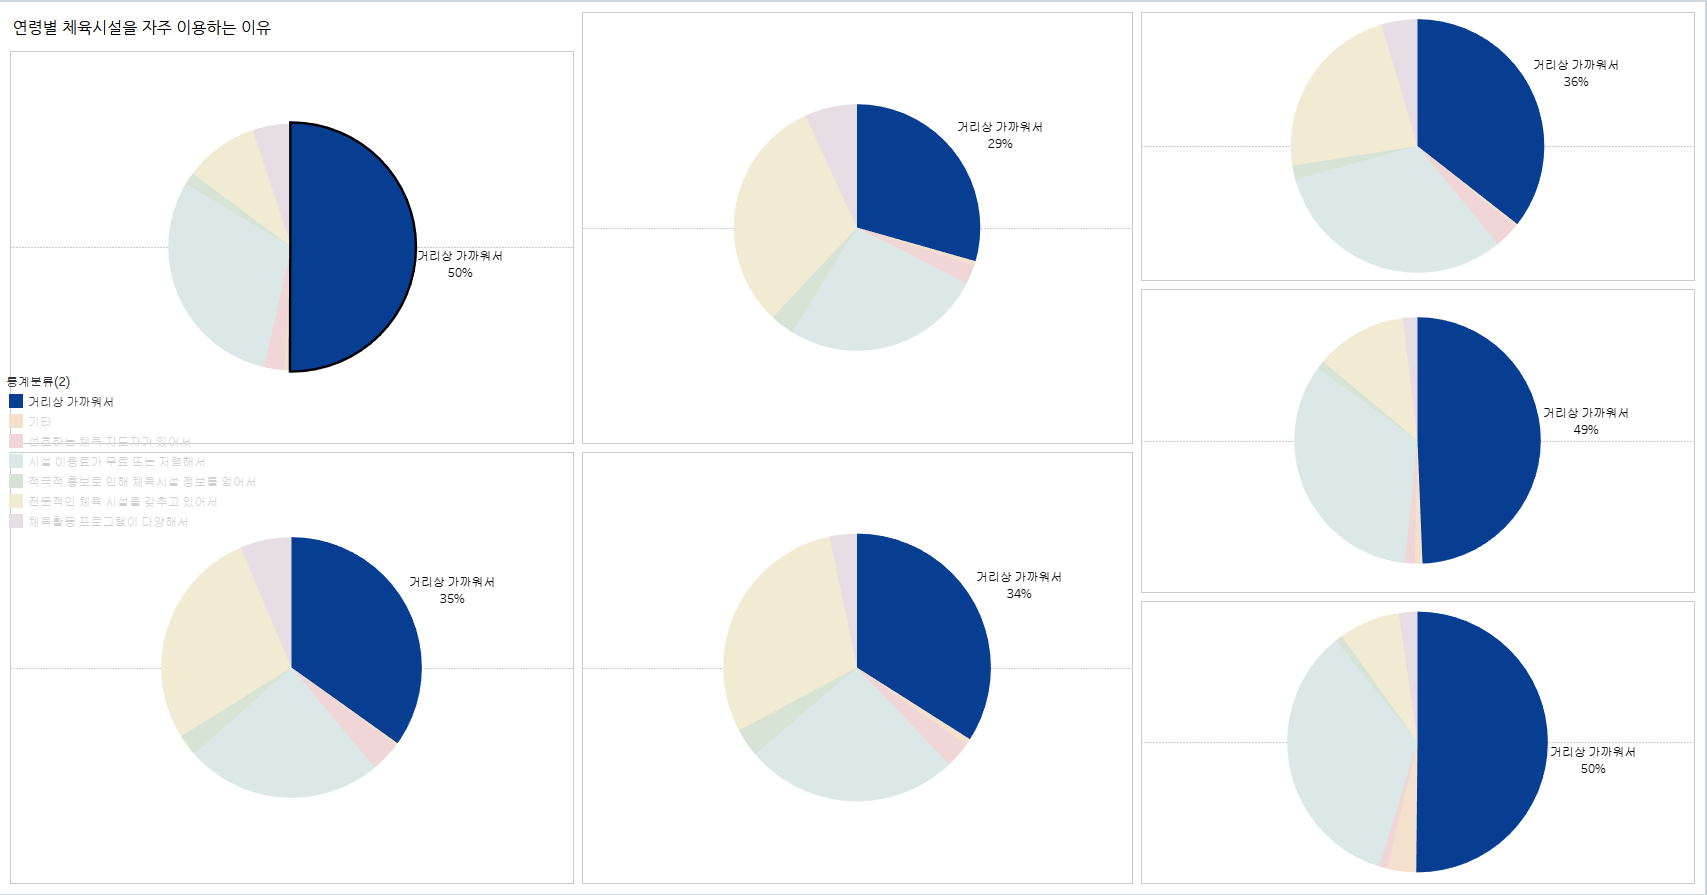 연령별 체육시설을 자주 이용하는 이유
거리상 가까워서
50%
거리상 가까워서
29%
거리상 가까워서
36%
거리상 가까워서
49%
통계분류(2)
거리상 가까워서
기타
선호하는 체육 지도자가 있어서
시설 이용료가 무료 또는 저렴해서
적극적 홍보로 인해 체육시설 정보를 얻어서
전문적인 체육 시설을 갖추고 있어서
체육활동 프로그램이 다양해서
거리상 가까워서
35%
거리상 가까워서
34%
거리상 가까워서
50%